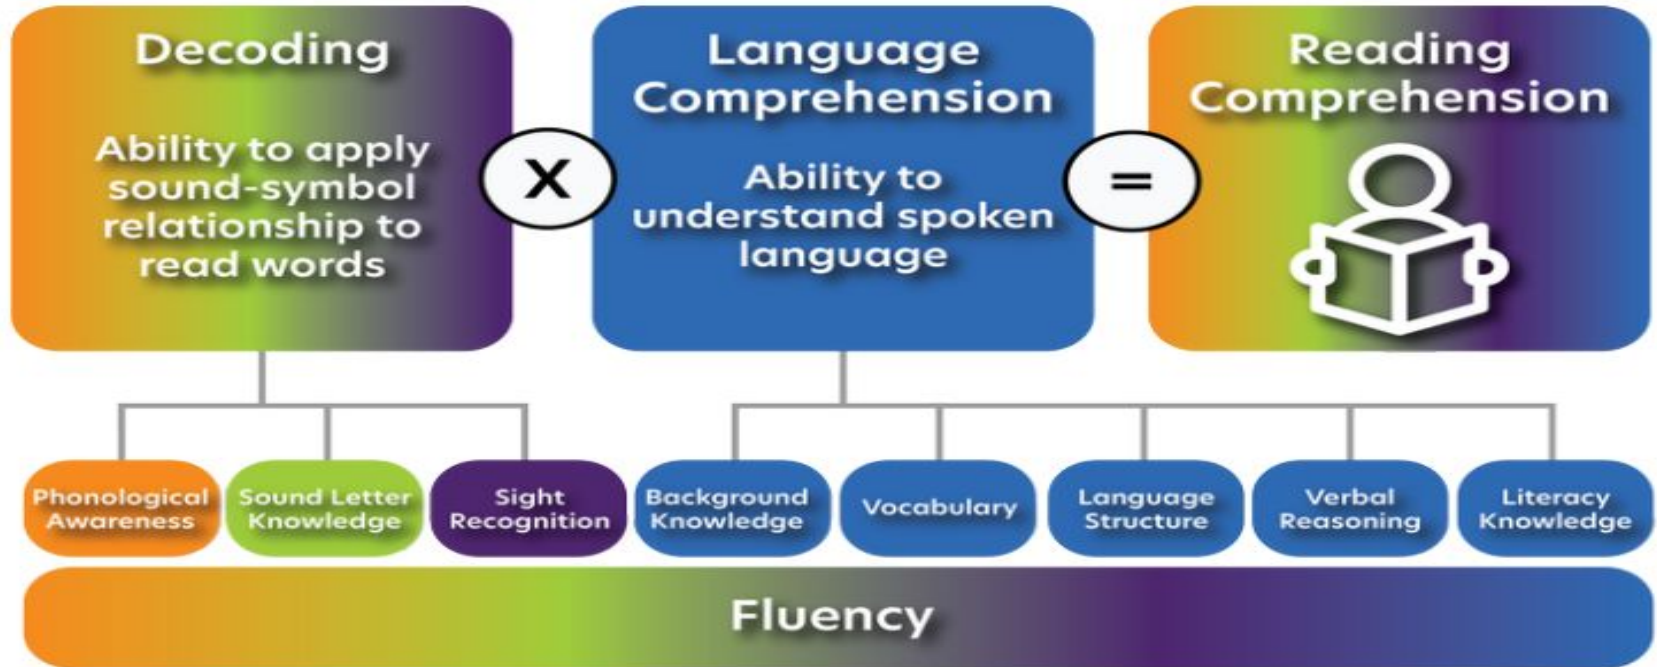 Decoding
Ability to apply
sound-symbol
relationship to
read words
X
Language
Comprehension
Ability to
understand spoken
language
=
Reading
Comprehension
Phonological
Awareness
Sound Letter
Knowledge
Sight
Recognition
Background
Knowledge
Vocabulary
Language
Structure
Verbal
Reasoning
Literacy
Knowledge
Fluency